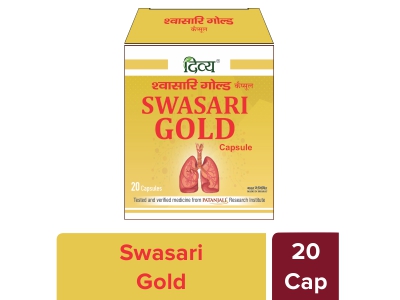 श्वासारि गोल्ड
कैप्सूल
दिव्य®
श्वासारि गोल्ड कैप्सूल
SWASARI
GOLD
Capsule
20 Capsules
Tested and verified medicine from PATANJALI Research Institute
Swasari
Gold
20
Cap